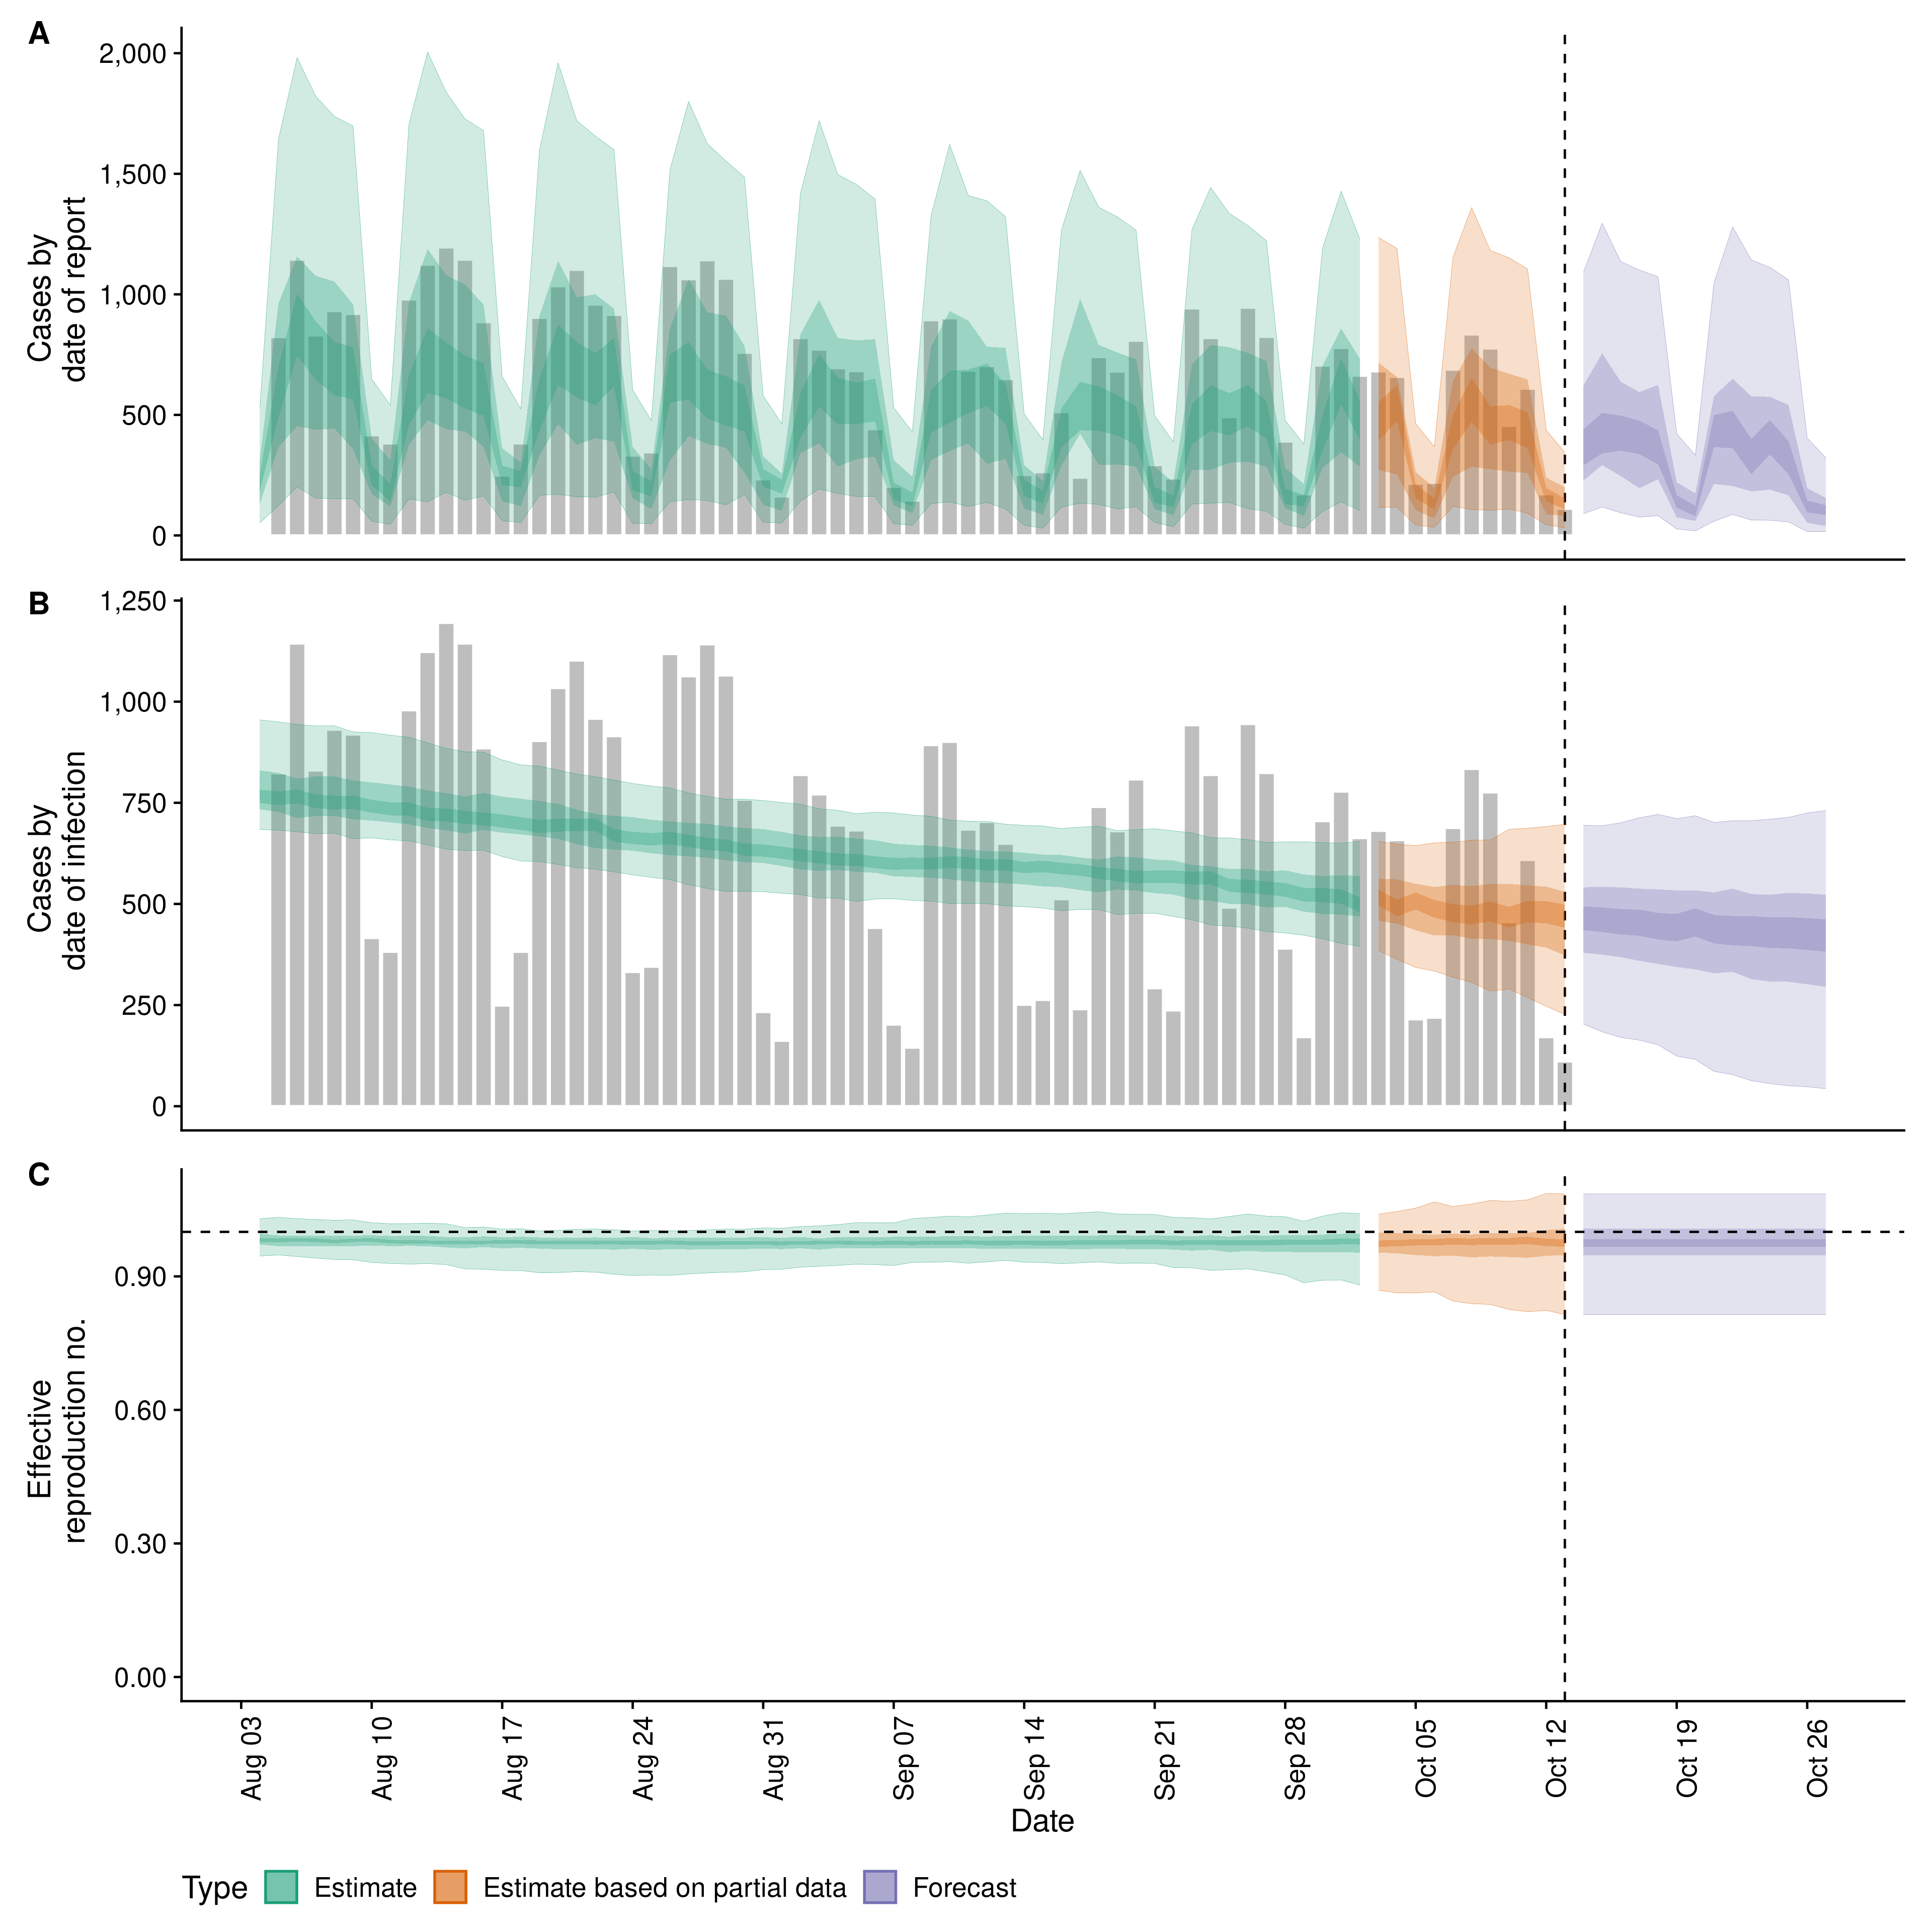 A
2,000
1,500
1,000
500
0
Cases by
date of report
B
1,250
1,000
750
500
250
0
Cases by
date of infection
C
0.90
0.60
0.30
0.00
Effective
reproduction no.
Aug 03
Aug 10
Aug 17
Aug 24
Aug 31
Sep 07
Sep 14
Sep 21
Sep 28
Oct 05
Oct 12
Oct 19
Oct 26
Date
Type Estimate Estimate based on partial data Forecast